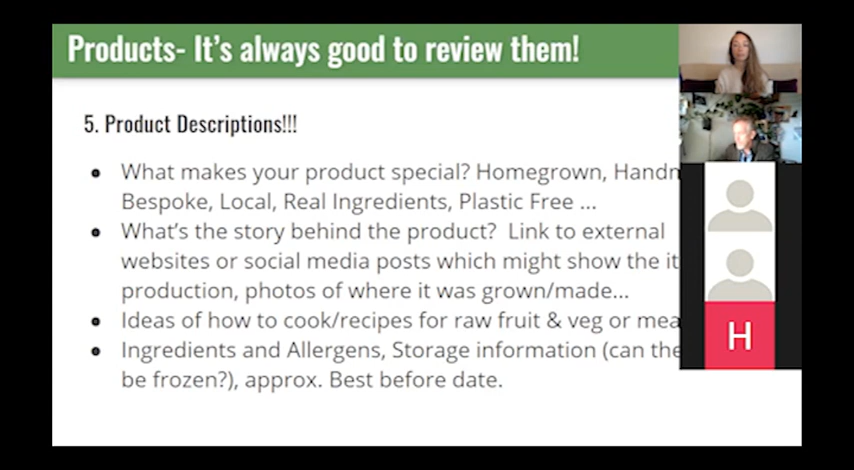 Products- It's always good to review them!
5. Product Descriptions!!!
What makes your product special? Homegrown,
Bespoke, Local, Real Ingredients, Plastic Free ...
What's the story behind the product?  Link to external
websites or social media posts which might show the
production, photos of where it was grown/made...
Ideas of how to cook/recipes for raw fruit & veg or
Ingredients and Allergens, Storage information (can
be frozen?), approx. Best before date.
H